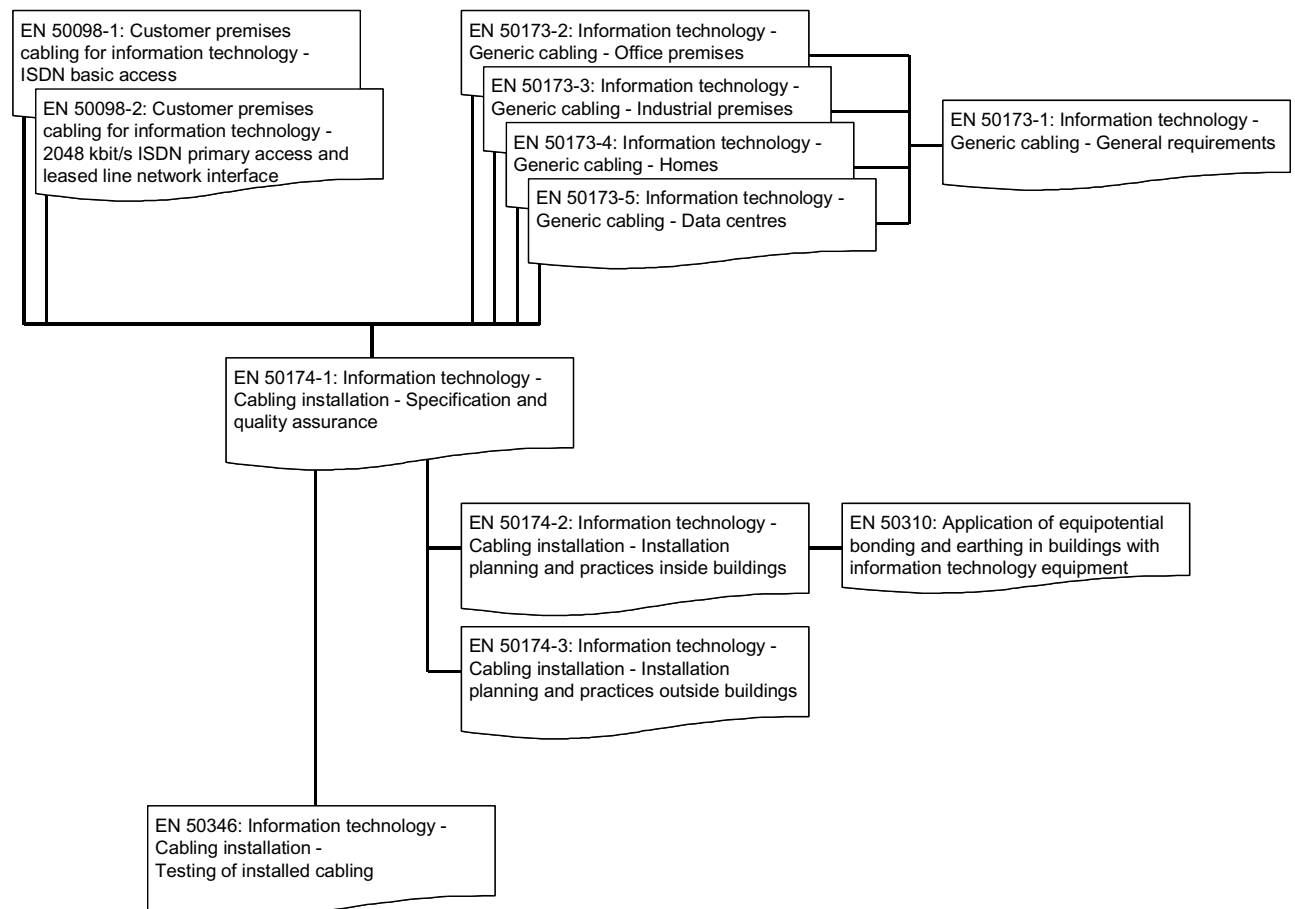 EN 50098-1: Customer premises
cabling for information technology -
ISDN basic access
EN 50098-2: Customer premises
cabling for information technology -
2048 kbit/s ISDN primary access and
leased line network interface
EN 50173-2: Information technology -
Generic cabling - Office premises
EN 50173-3: Information technology -
Generic cabling - Industrial premises
EN 50173-4: Information technology -
Generic cabling - Homes
EN 50173-5: Information technology -
Generic cabling - Data centres
EN 50173-1: Information technology -
Generic cabling - General requirements
EN 50174-1: Information technology -
Cabling installation - Specification and
quality assurance
EN 50174-2: Information technology -
Cabling installation - Installation
planning and practices inside buildings
EN 50310: Application of equipotential
bonding and earthing in buildings with
information technology equipment
EN 50174-3: Information technology -
Cabling installation - Installation
planning and practices outside buildings
EN 50346: Information technology -
Cabling installation -
Testing of installed cabling